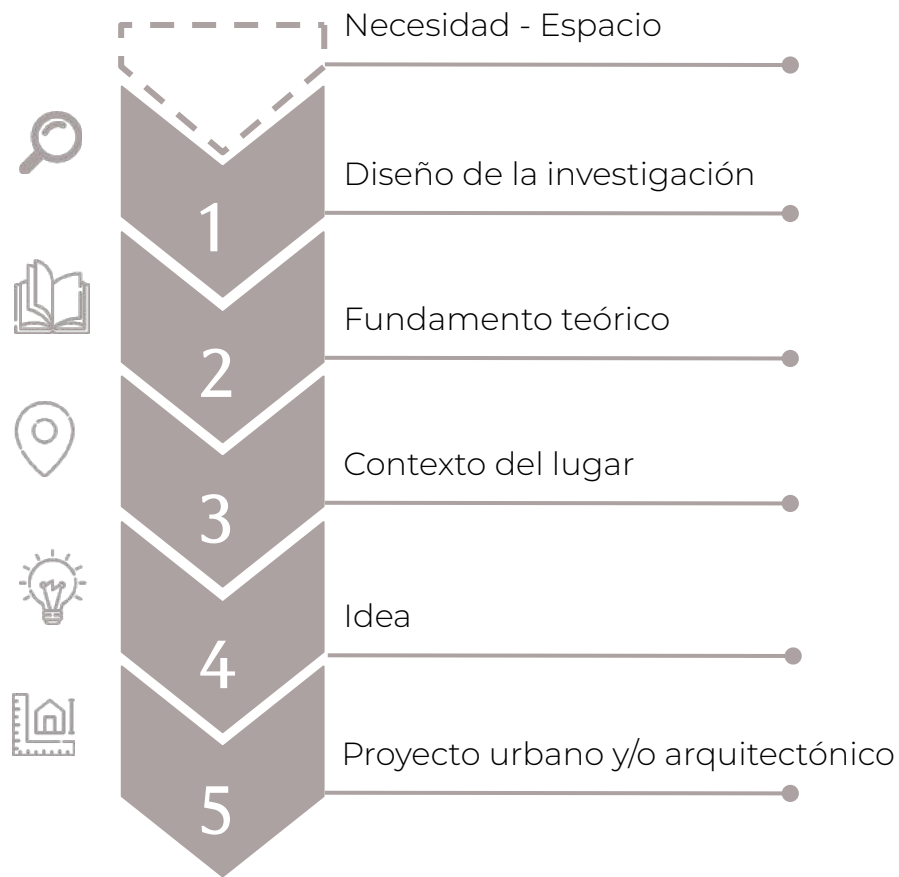 Necesidad - Espacio
Diseño de la investigación
1
Fundamento teórico
2
Contexto del lugar
3
Idea
4
Proyecto urbano y/o arquitectónico
5